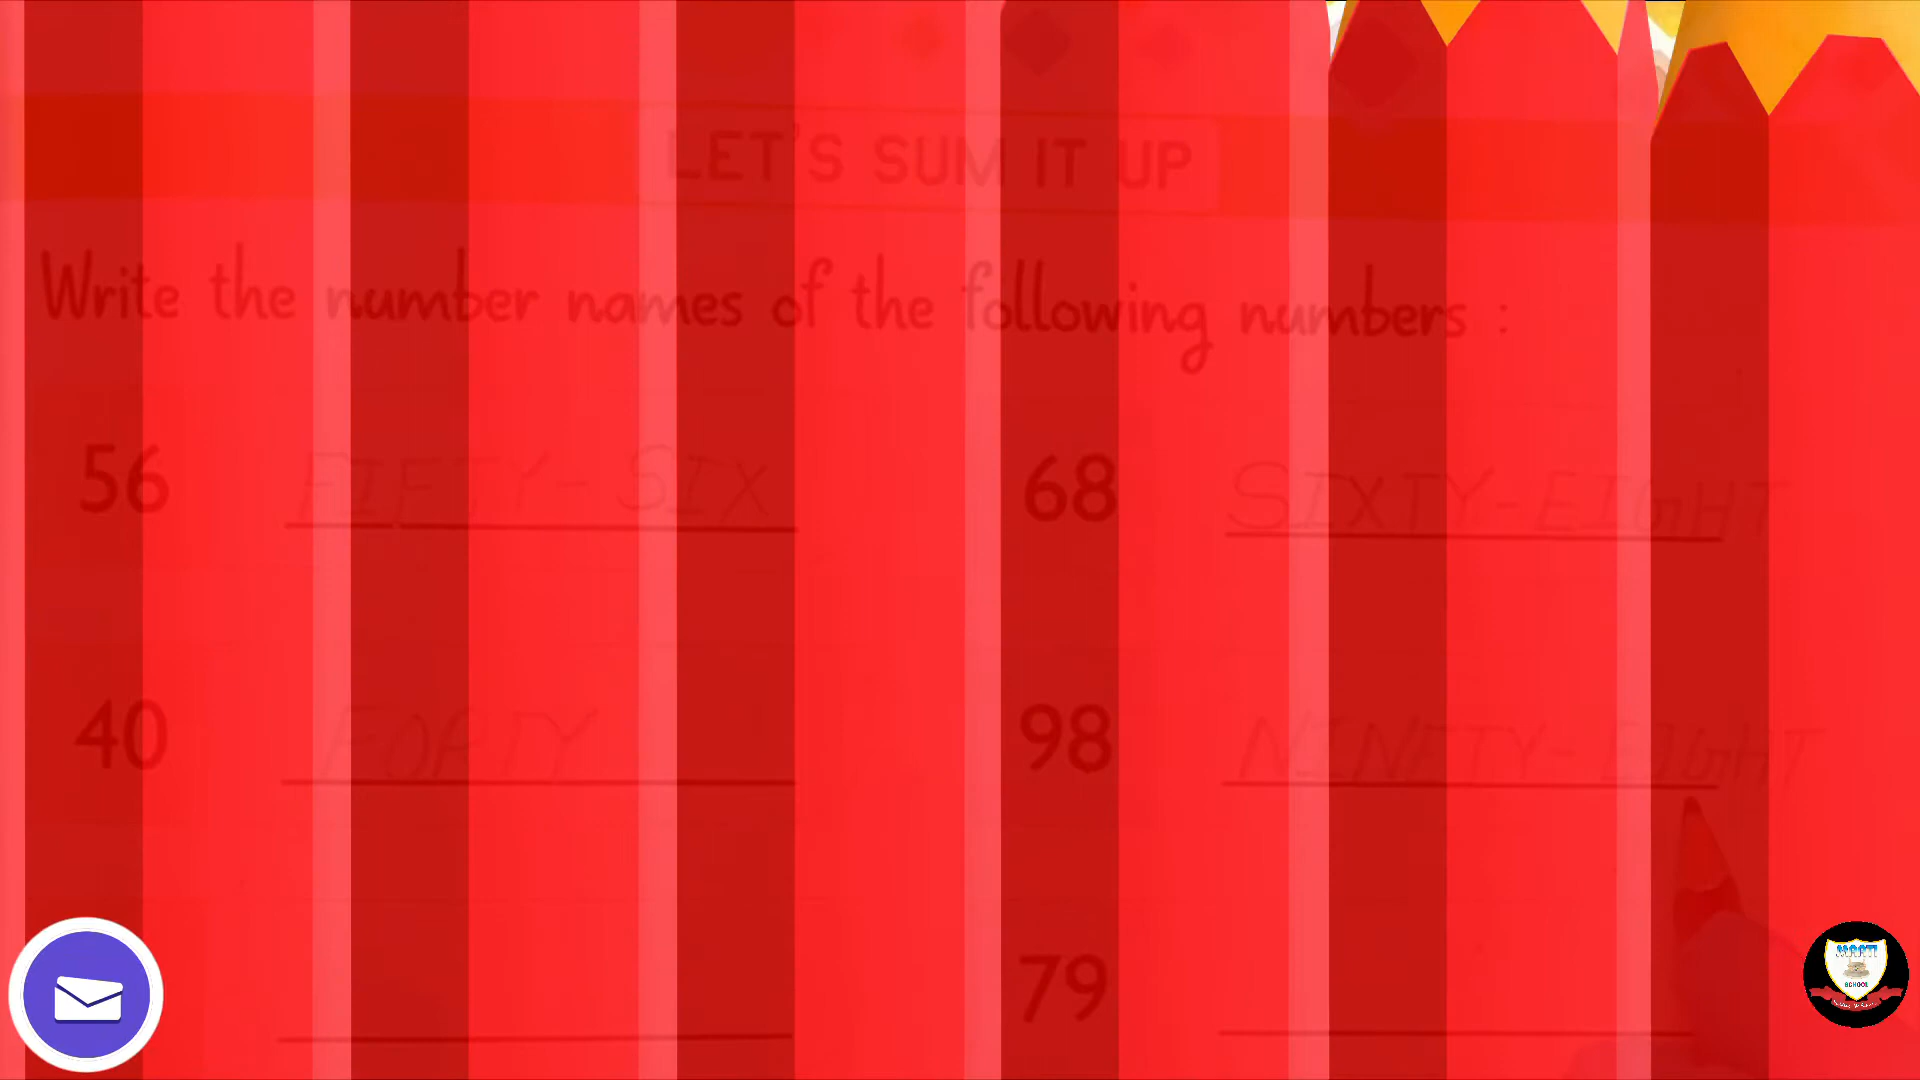 LET'S SUM IT UP
Write the number names of the following numbers :
56 FIFTY-SIX 68 SIXTY-EIGHT
40 FORTY 98 NINETY-EIGHT
79
SCHOOL